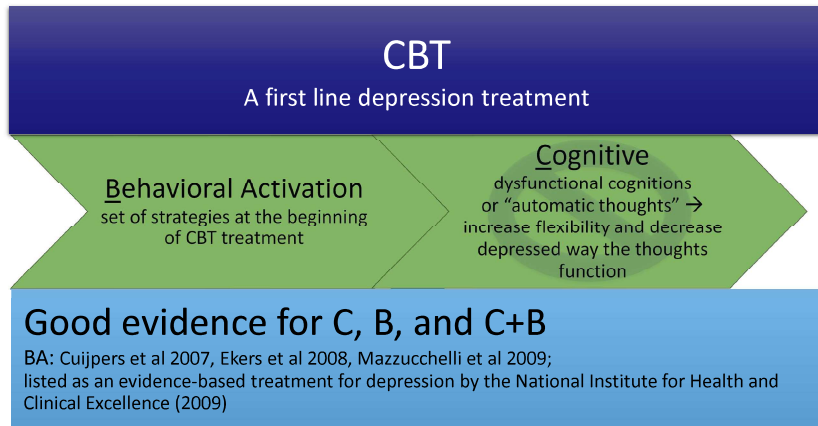 CBT
A first line depression treatment
Behavioral Activation
set of strategies at the beginning
of CBT treatment
Cognitive
dysfunctional cognitions
or “automatic thoughts” →
increase flexibility and decrease
depressed way the thoughts
function
Good evidence for C, B, and C+B
BA: Cuijpers et al 2007, Ekers et al 2008, Mazzucchelli et al 2009;
listed as an evidence-based treatment for depression by the National Institute for Health and
Clinical Excellence (2009)